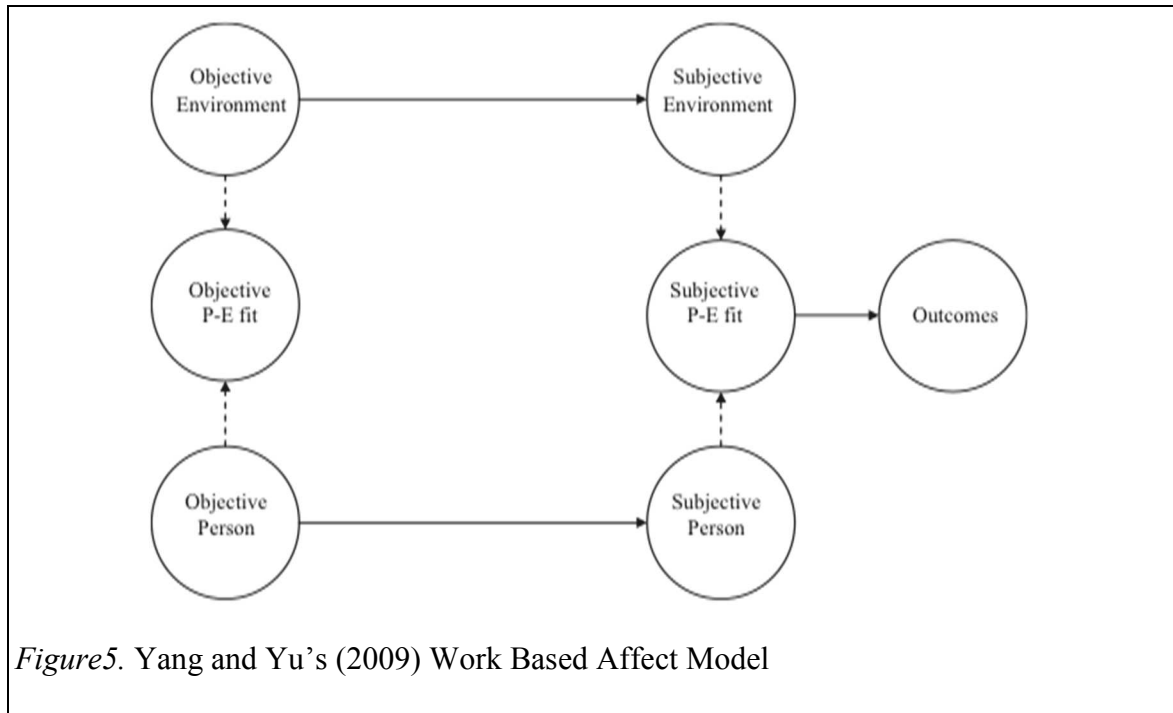 Objective
Environment
Subjective
Environment
Objective
P-E fit
Subjective
P-E fit
Outcomes
Objective
Person
Subjective
Person
Figure5. Yang and Yu’s (2009) Work Based Affect Model